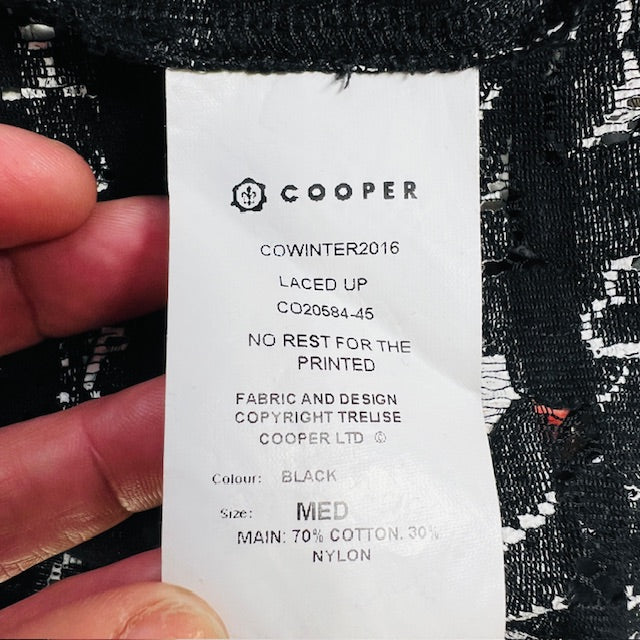 COOPER
COWINTER2016
LACED UP
CO20584-45
NO REST FOR THE
PRINTED
FABRIC AND DESIGN
COPYRIGHT TRELISE
COOPER LTD ©
Colour: BLACK
Size: MED
MAIN: 70% COTTON. 30%
NYLON